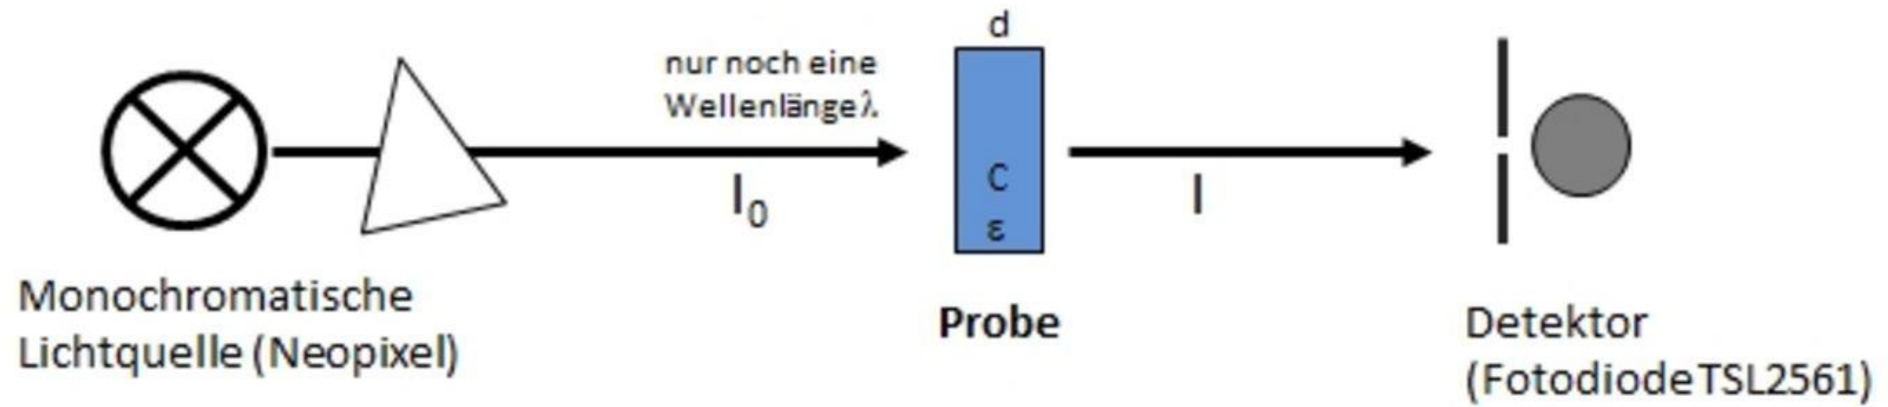 d
nur noch eine
Wellenlänge λ
I₀
C
ε
I
Monochromatische
Lichtquelle (Neopixel)
Probe
Detektor
(Fotodiode TSL2561)